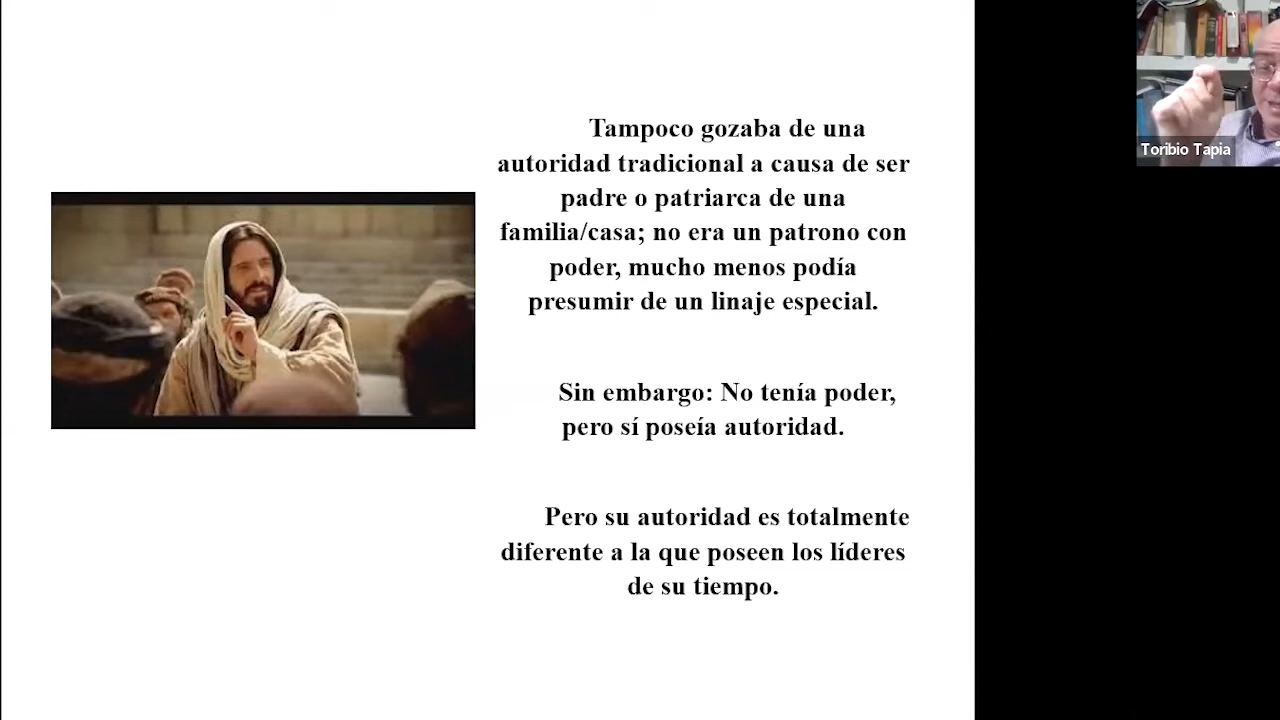 Tampoco gozaba de una
autoridad tradicional a causa de ser
padre o patriarca de una
familia/casa; no era un patrono con
poder, mucho menos podía
presumir de un linaje especial.
Sin embargo: No tenía poder,
pero sí poseía autoridad.
Pero su autoridad es totalmente
diferente a la que poseen los líderes
de su tiempo.
Toribio Tapia